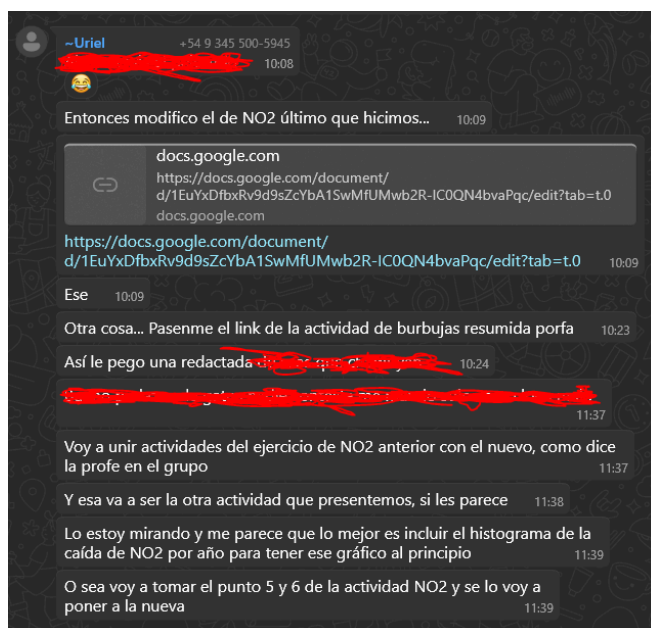 ~Uriel +54 9 345 500-5945
10:08
😂
Entonces modifico el de NO2 último que hicimos... 10:09
docs.google.com
https://docs.google.com/document/
d/1EuYxDfbxRv9d9sZcYbA1SwMfUMwb2R-IC0QN4bvaPqc/edit?tab=t.0
docs.google.com
https://docs.google.com/document/
d/1EuYxDfbxRv9d9sZcYbA1SwMfUMwb2R-IC0QN4bvaPqc/edit?tab=t.0 10:09
Ese 10:09
Otra cosa... Pasenme el link de la actividad de burbujas resumida porfa 10:23
Así le pego una redactada 10:24
11:37
Voy a unir actividades del ejercicio de NO2 anterior con el nuevo, como dice
la profe en el grupo 11:37
Y esa va a ser la otra actividad que presentemos, si les parece 11:38
Lo estoy mirando y me parece que lo mejor es incluir el histograma de la
caída de NO2 por año para tener ese gráfico al principio 11:39
O sea voy a tomar el punto 5 y 6 de la actividad NO2 y se lo voy a
poner a la nueva 11:39